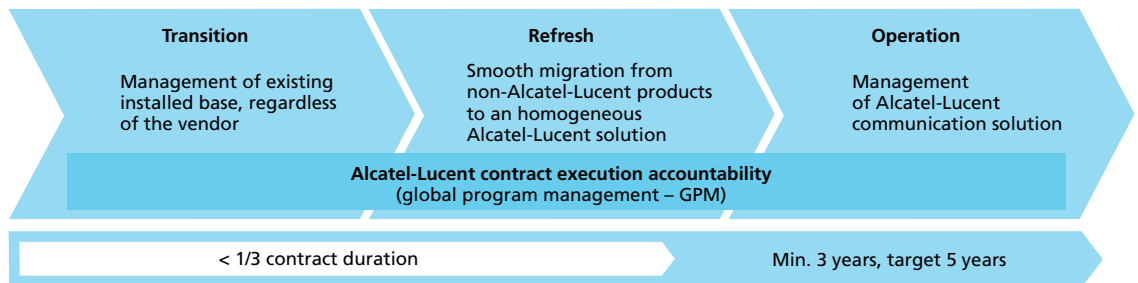 Transition
Management of existing
installed base, regardless
of the vendor
Refresh
Smooth migration from
non-Alcatel-Lucent products
to an homogeneous
Alcatel-Lucent solution
Operation
Management
of Alcatel-Lucent
communication solution
Alcatel-Lucent contract execution accountability
(global program management – GPM)
< 1/3 contract duration
Min. 3 years, target 5 years